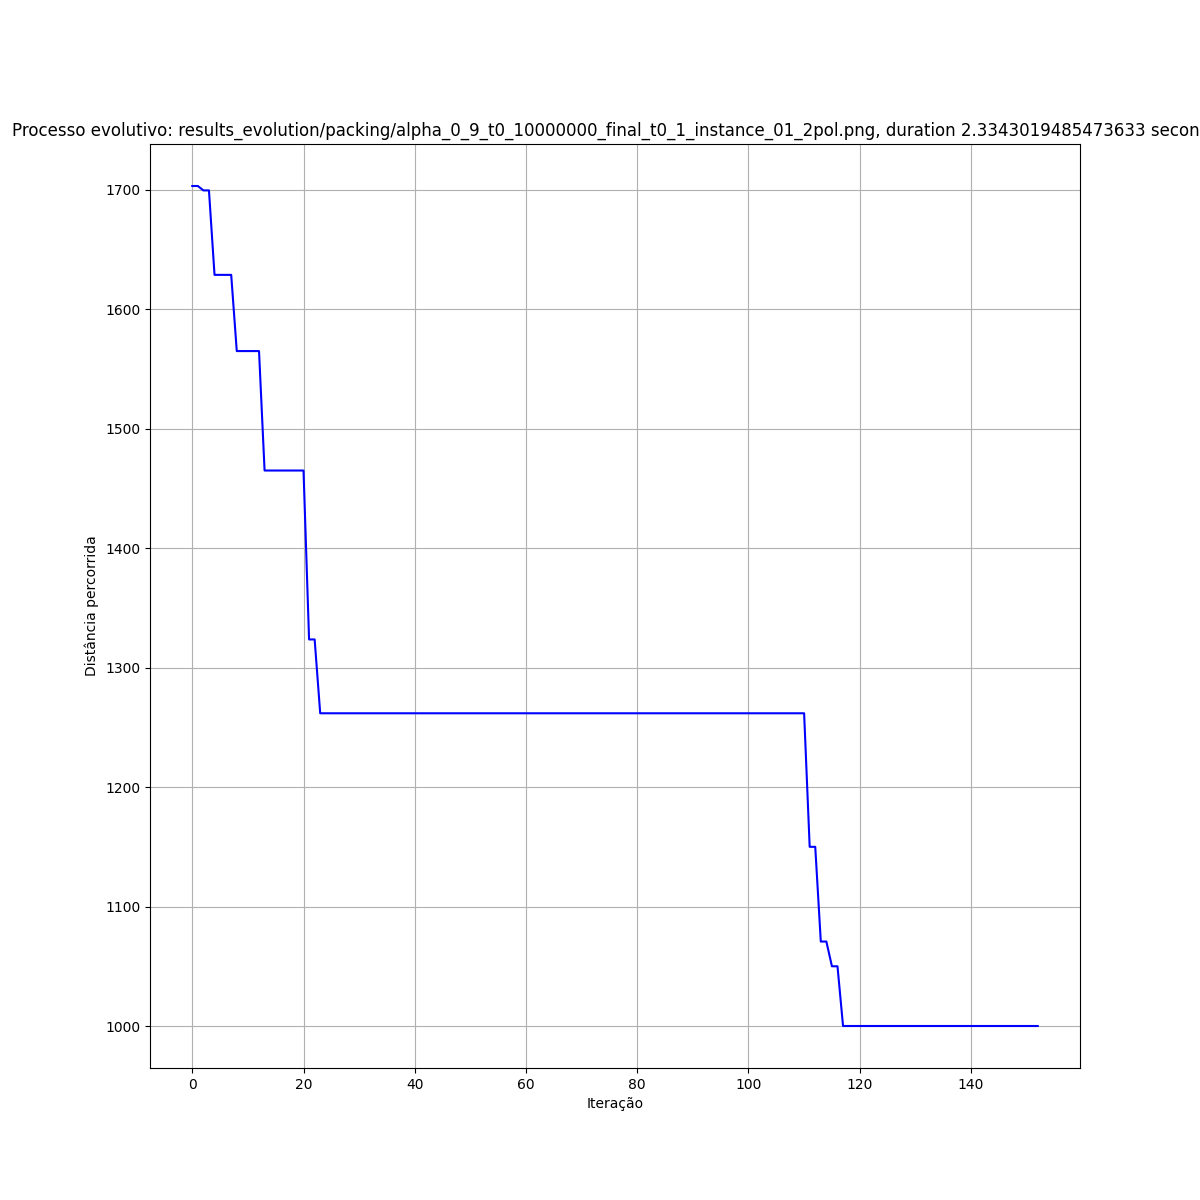 Processo evolutivo: results_evolution/packing/alpha_0_9_t0_10000000_final_t0_1_instance_01_2pol.png, duration 2.3343019485473633 secon
1700
1600
1500
1400
1300
1200
1100
1000
Distância percorrida
0 20 40 60 80 100 120 140
Iteração